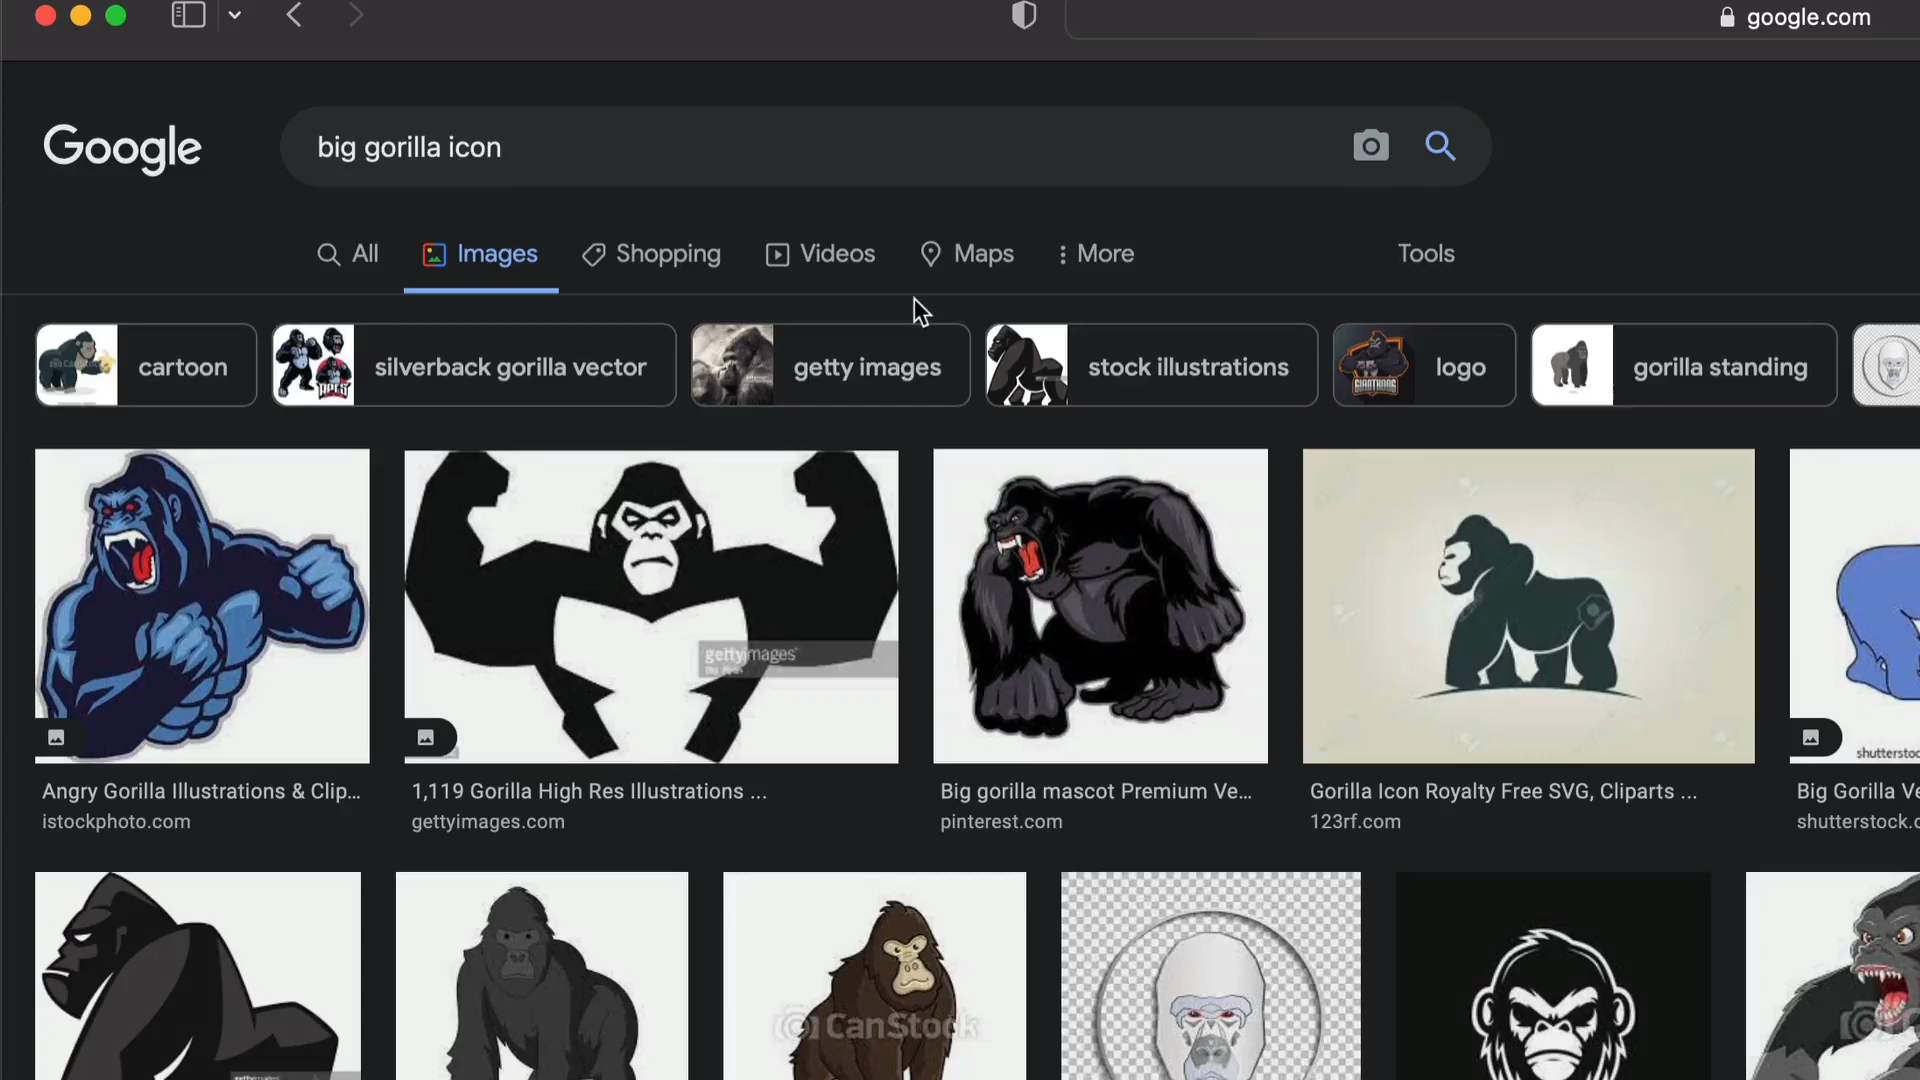 google.com
Google
big gorilla icon
All
Images
Shopping
Videos
Maps
More
Tools
cartoon
silverback gorilla vector
getty images
stock illustrations
logo
gorilla standing
gettyimages
Angry Gorilla Illustrations & Clip...
istockphoto.com
1,119 Gorilla High Res Illustrations ...
gettyimages.com
Big gorilla mascot Premium Ve...
pinterest.com
Gorilla Icon Royalty Free SVG, Cliparts ...
123rf.com
shutterstoc
Big Gorilla Ve
shutterstock.c
CanStock